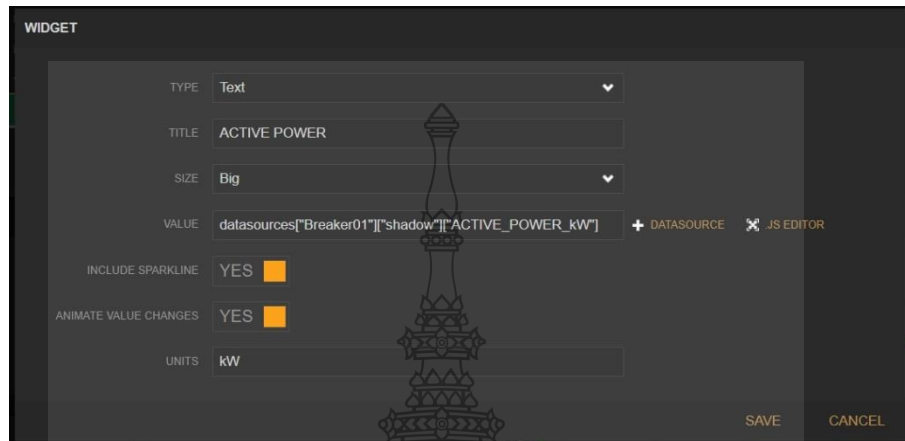 WIDGET
TYPE Text
TITLE ACTIVE POWER
SIZE Big
VALUE datasources["Breaker01"]["shadow"]["ACTIVE_POWER_kW"] DATASOURCE JS EDITOR
INCLUDE SPARKLINE YES
ANIMATE VALUE CHANGES YES
UNITS kW
SAVE CANCEL